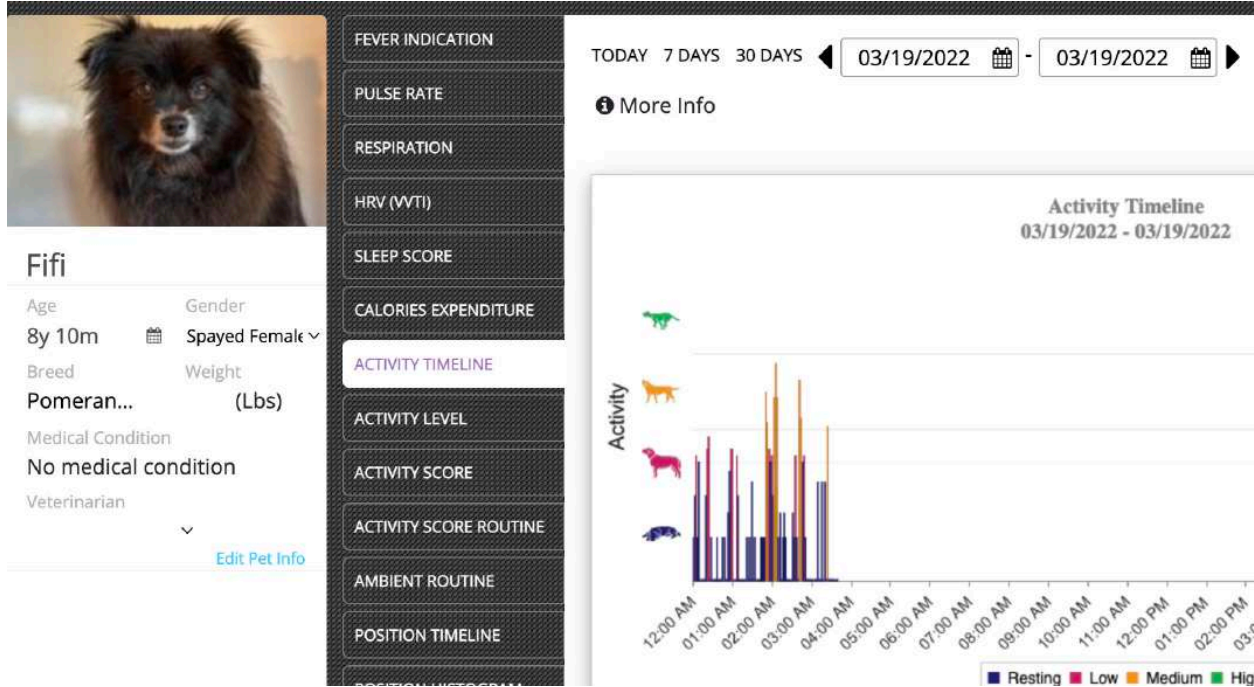 Fifi
Age Gender
8y 10m Spayed Female
Breed Weight
Pomeran... (Lbs)
Medical Condition
No medical condition
Veterinarian
Edit Pet Info
FEVER INDICATION
PULSE RATE
RESPIRATION
HRV (VVTI)
SLEEP SCORE
CALORIES EXPENDITURE
ACTIVITY TIMELINE
ACTIVITY LEVEL
ACTIVITY SCORE
ACTIVITY SCORE ROUTINE
AMBIENT ROUTINE
POSITION TIMELINE
POSITION HISTOGRAM
TODAY 7 DAYS 30 DAYS 03/19/2022 - 03/19/2022
More Info
Activity Timeline
03/19/2022 - 03/19/2022
Activity
12:00 AM 01:00 AM 02:00 AM 03:00 AM 04:00 AM 05:00 AM 06:00 AM 07:00 AM 08:00 AM 09:00 AM 10:00 AM 11:00 AM 12:00 PM 01:00 PM 02:00 PM 03:0
Resting Low Medium Hig